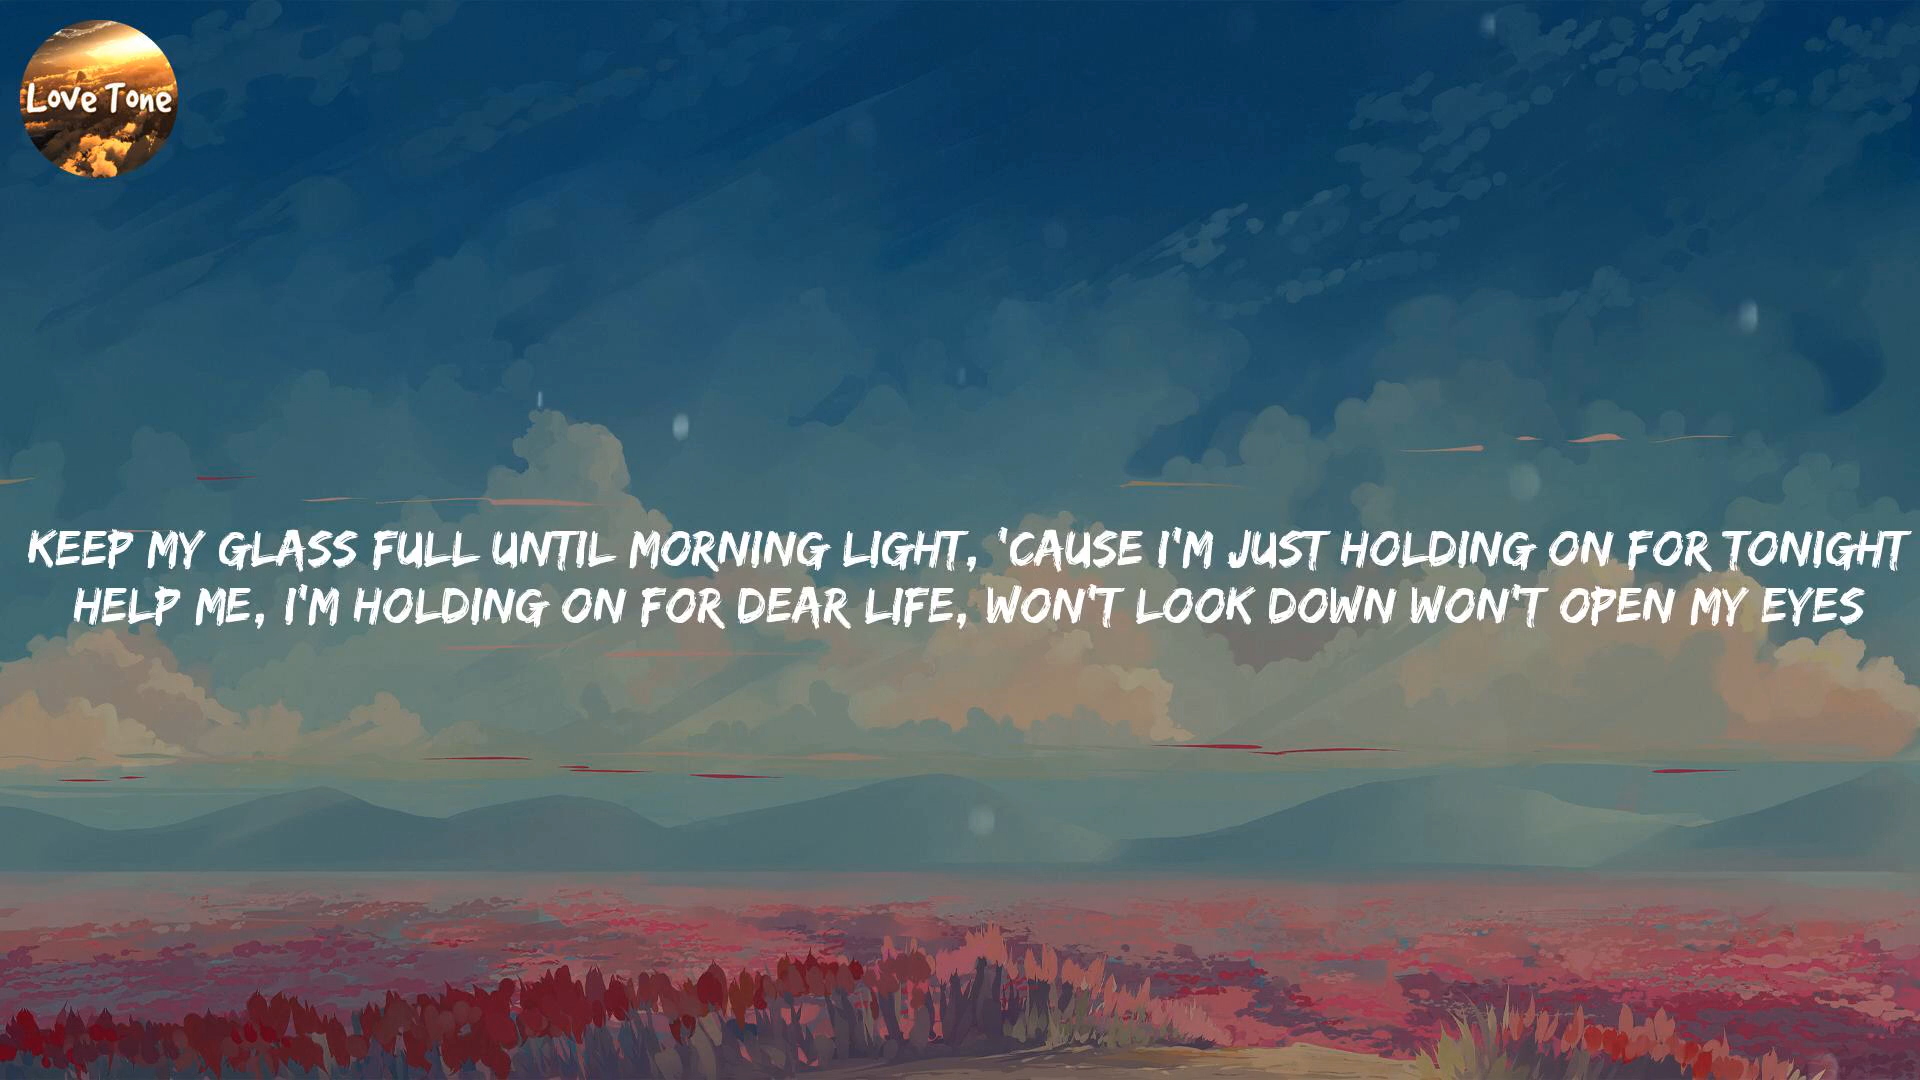 Love Tone
KEEP MY GLASS FULL UNTIL MORNING LIGHT, 'CAUSE I'M JUST HOLDING ON FOR TONIGHT
HELP ME, I'M HOLDING ON FOR DEAR LIFE, WON'T LOOK DOWN WON'T OPEN MY EYES